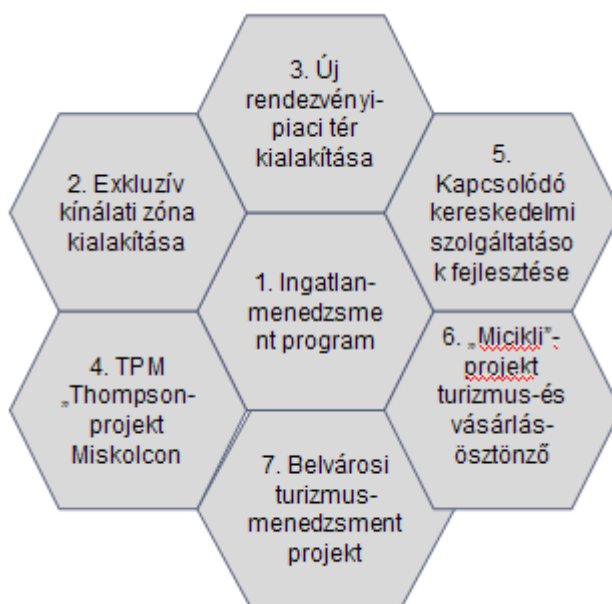 3. Új
rendezvényi-
piaci tér
kialakítása
2. Exkluzív
kínálati zóna
kialakítása
5.
Kapcsolódó
kereskedelmi
szolgáltatáso
k fejlesztése
1. Ingatlan-
menedzsme
nt program
4. TPM
„Thompson-
projekt
Miskolcon
6. „Micikli”-
projekt
turizmus-és
vásárlás-
ösztönző
7. Belvárosi
turizmus-
menedzsment
projekt